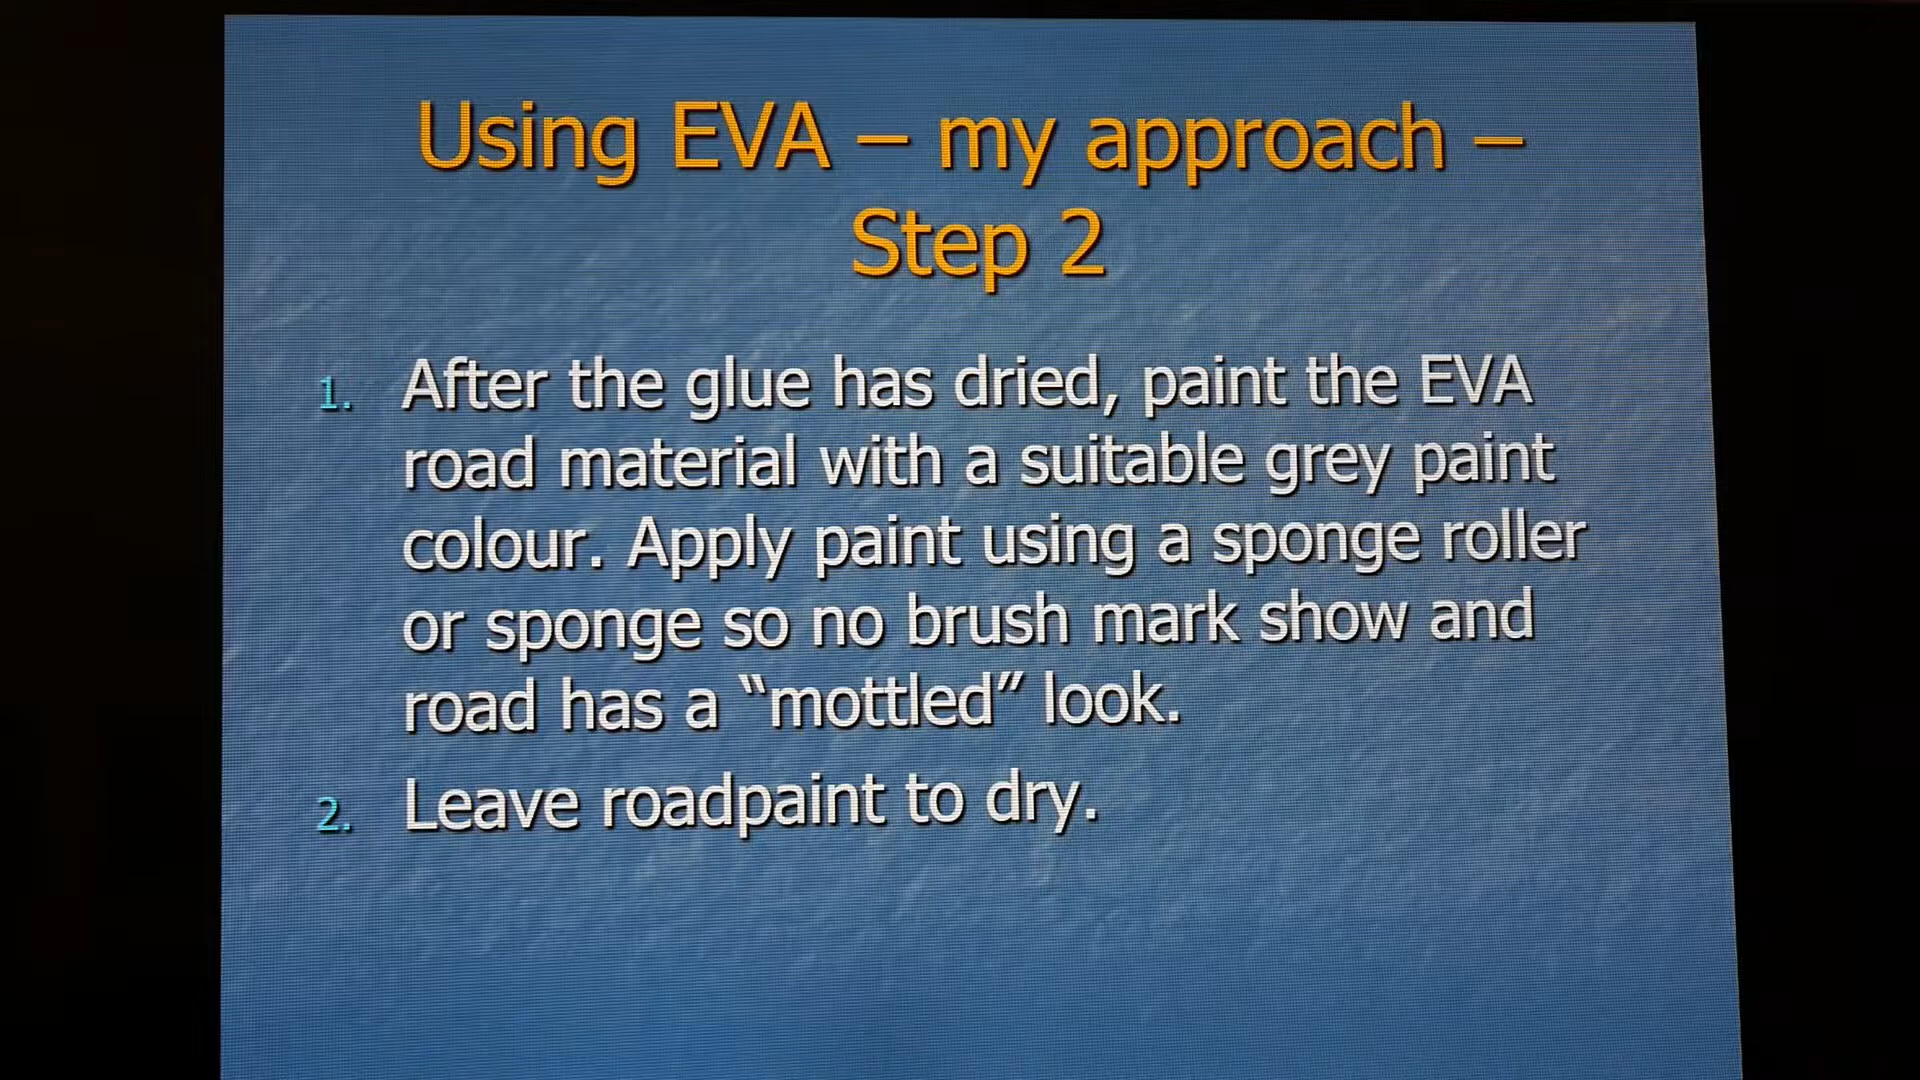 Using EVA – my approach –
Step 2
1. After the glue has dried, paint the EVA
road material with a suitable grey paint
colour. Apply paint using a sponge roller
or sponge so no brush mark show and
road has a “mottled” look.
2. Leave roadpaint to dry.